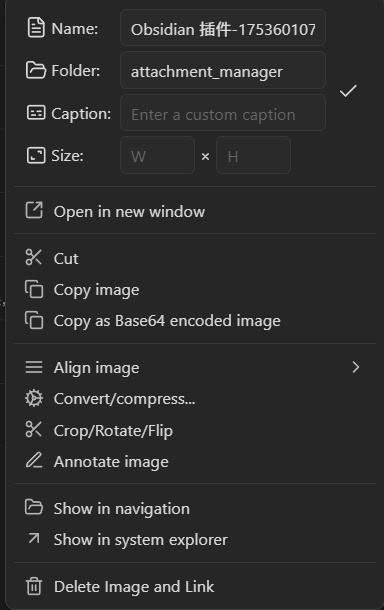 Name: Obsidian 插件-175360107
Folder: attachment_manager
Caption: Enter a custom caption
Size: W × H
Open in new window
Cut
Copy image
Copy as Base64 encoded image
Align image
Convert/compress...
Crop/Rotate/Flip
Annotate image
Show in navigation
Show in system explorer
Delete Image and Link